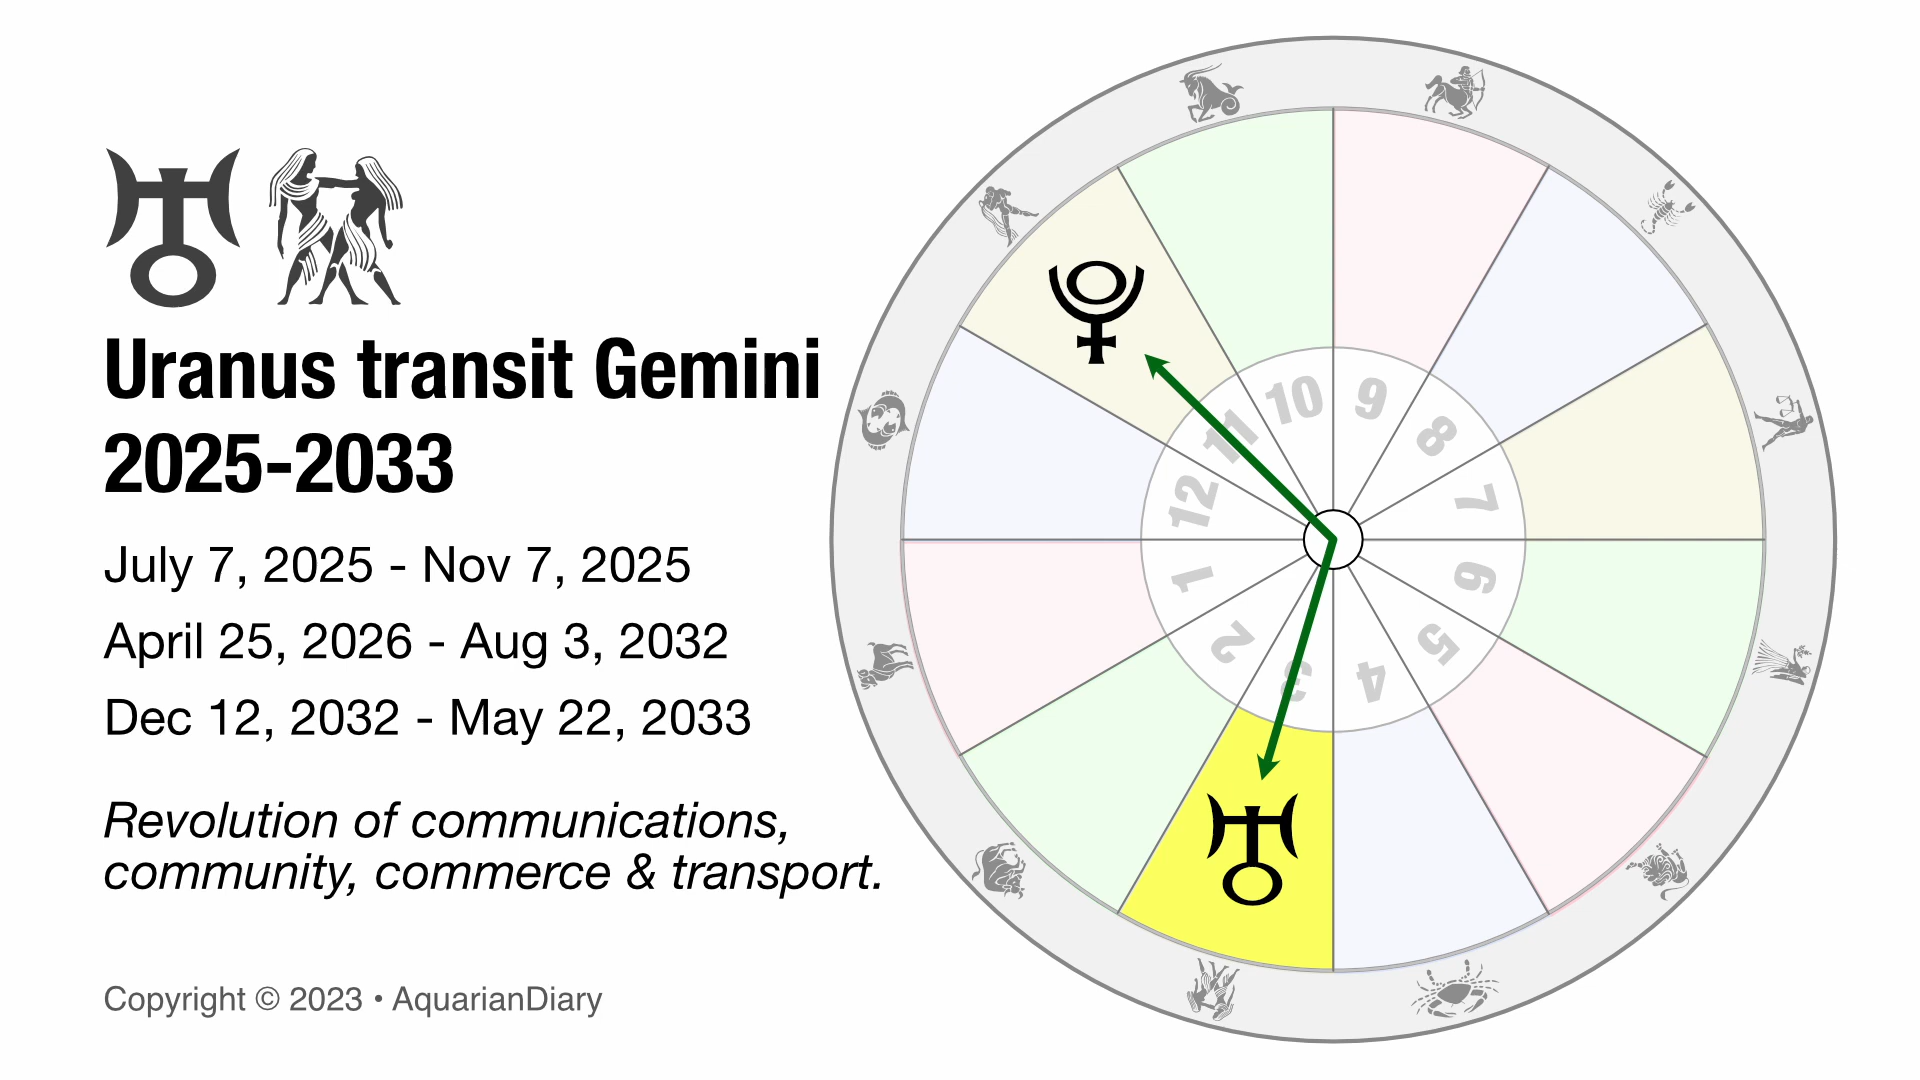 Uranus transit Gemini
2025-2033
July 7, 2025 - Nov 7, 2025
April 25, 2026 - Aug 3, 2032
Dec 12, 2032 - May 22, 2033
Revolution of communications,
community, commerce & transport.
Copyright © 2023 • AquarianDiary
10
9
8
7
6
5
4
3
2
1
12
11